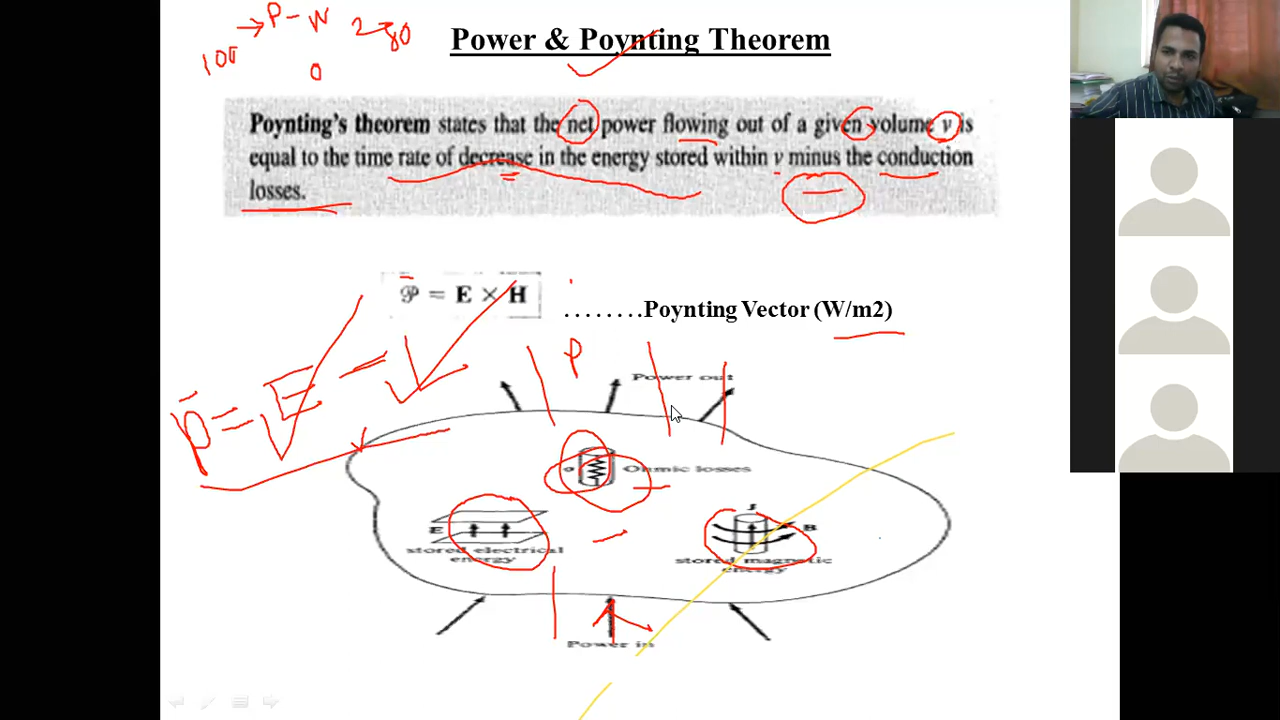 P - W 2 80
100
0
Power & Poynting Theorem
Poynting's theorem states that the net power flowing out of a given volume v is
equal to the time rate of decrease in the energy stored within v minus the conduction
losses.
𝒫 = E × H
........Poynting Vector (W/m2)
P
Power out
p = E -
σ Ohmic losses
J
E
B
stored electrical
energy
stored magnetic
energy
Power in